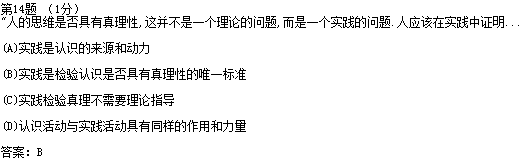 第14题 （1分）
“人的思维是否具有真理性,这并不是一个理论的问题,而是一个实践的问题.人应该在实践中证明...
(A)实践是认识的来源和动力
(B)实践是检验认识是否具有真理性的唯一标准
(C)实践检验真理不需要理论指导
(D)认识活动与实践活动具有同样的作用和力量
答案：B